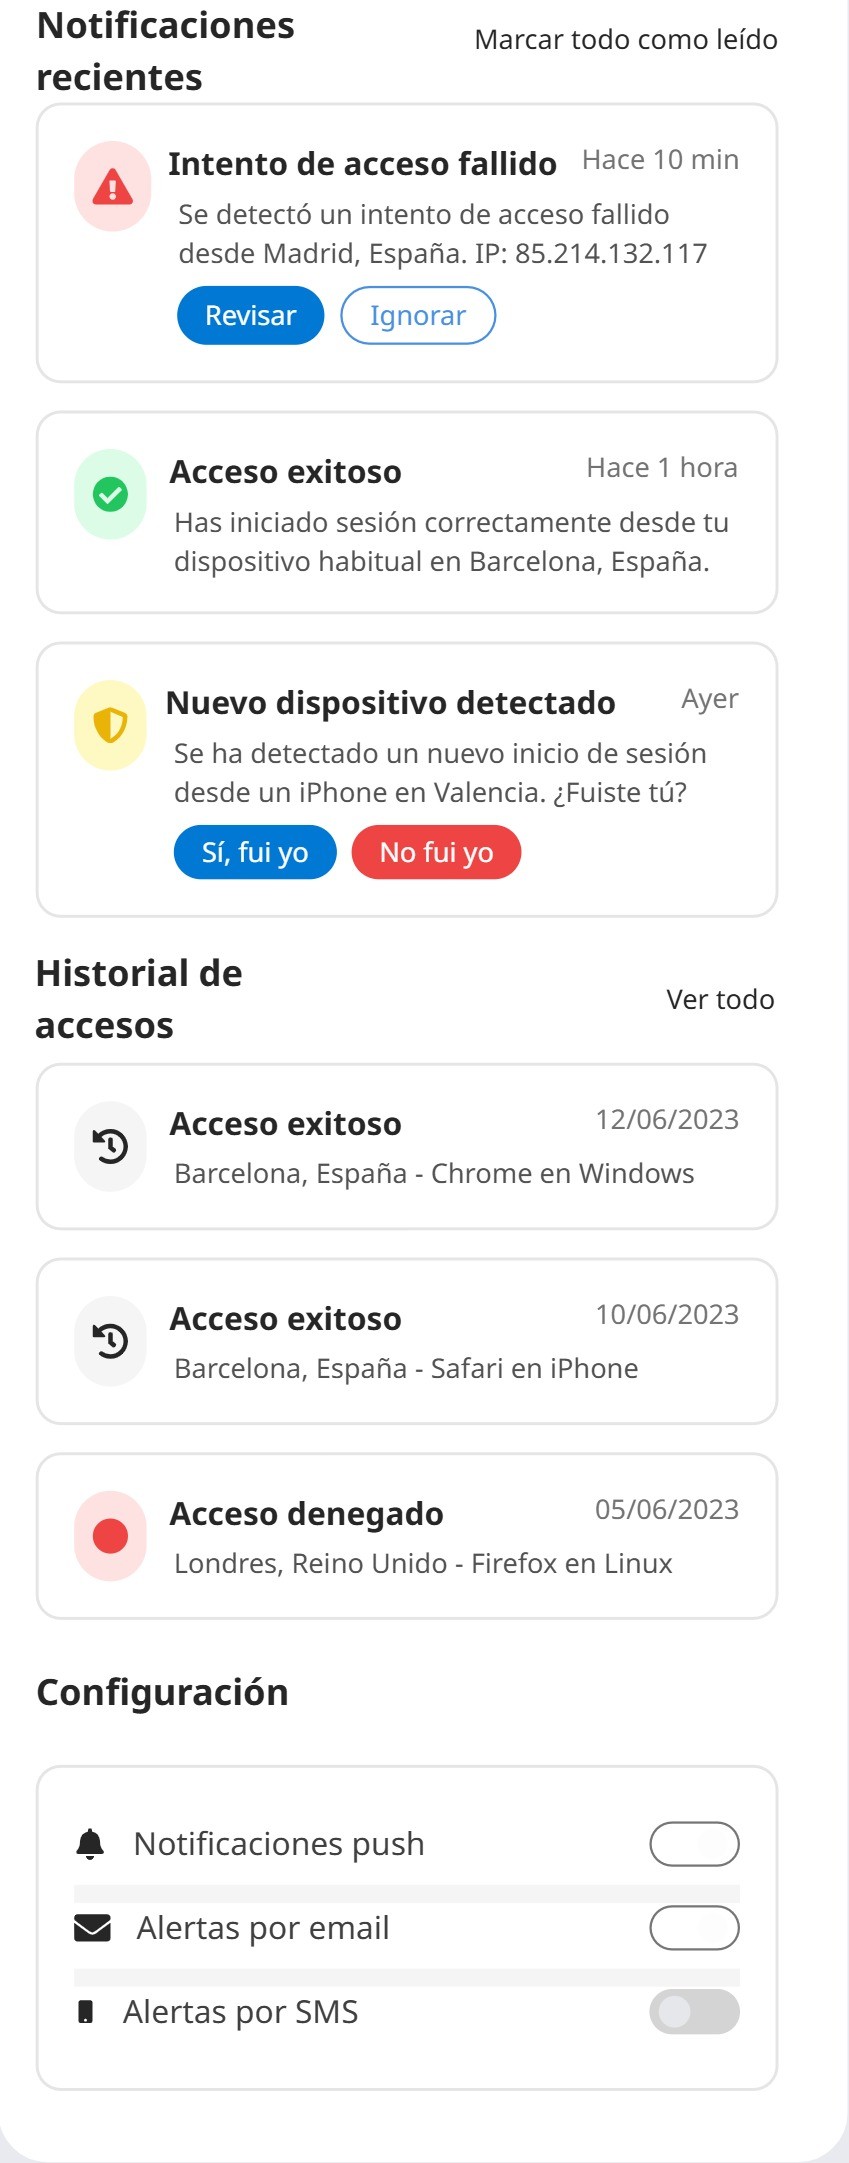 Notificaciones
recientes
Marcar todo como leído
Intento de acceso fallido
Hace 10 min
Se detectó un intento de acceso fallido
desde Madrid, España. IP: 85.214.132.117
Revisar
Ignorar
Acceso exitoso
Hace 1 hora
Has iniciado sesión correctamente desde tu
dispositivo habitual en Barcelona, España.
Nuevo dispositivo detectado
Ayer
Se ha detectado un nuevo inicio de sesión
desde un iPhone en Valencia. ¿Fuiste tú?
Sí, fui yo
No fui yo
Historial de
accesos
Ver todo
Acceso exitoso
12/06/2023
Barcelona, España - Chrome en Windows
Acceso exitoso
10/06/2023
Barcelona, España - Safari en iPhone
Acceso denegado
05/06/2023
Londres, Reino Unido - Firefox en Linux
Configuración
Notificaciones push
Alertas por email
Alertas por SMS